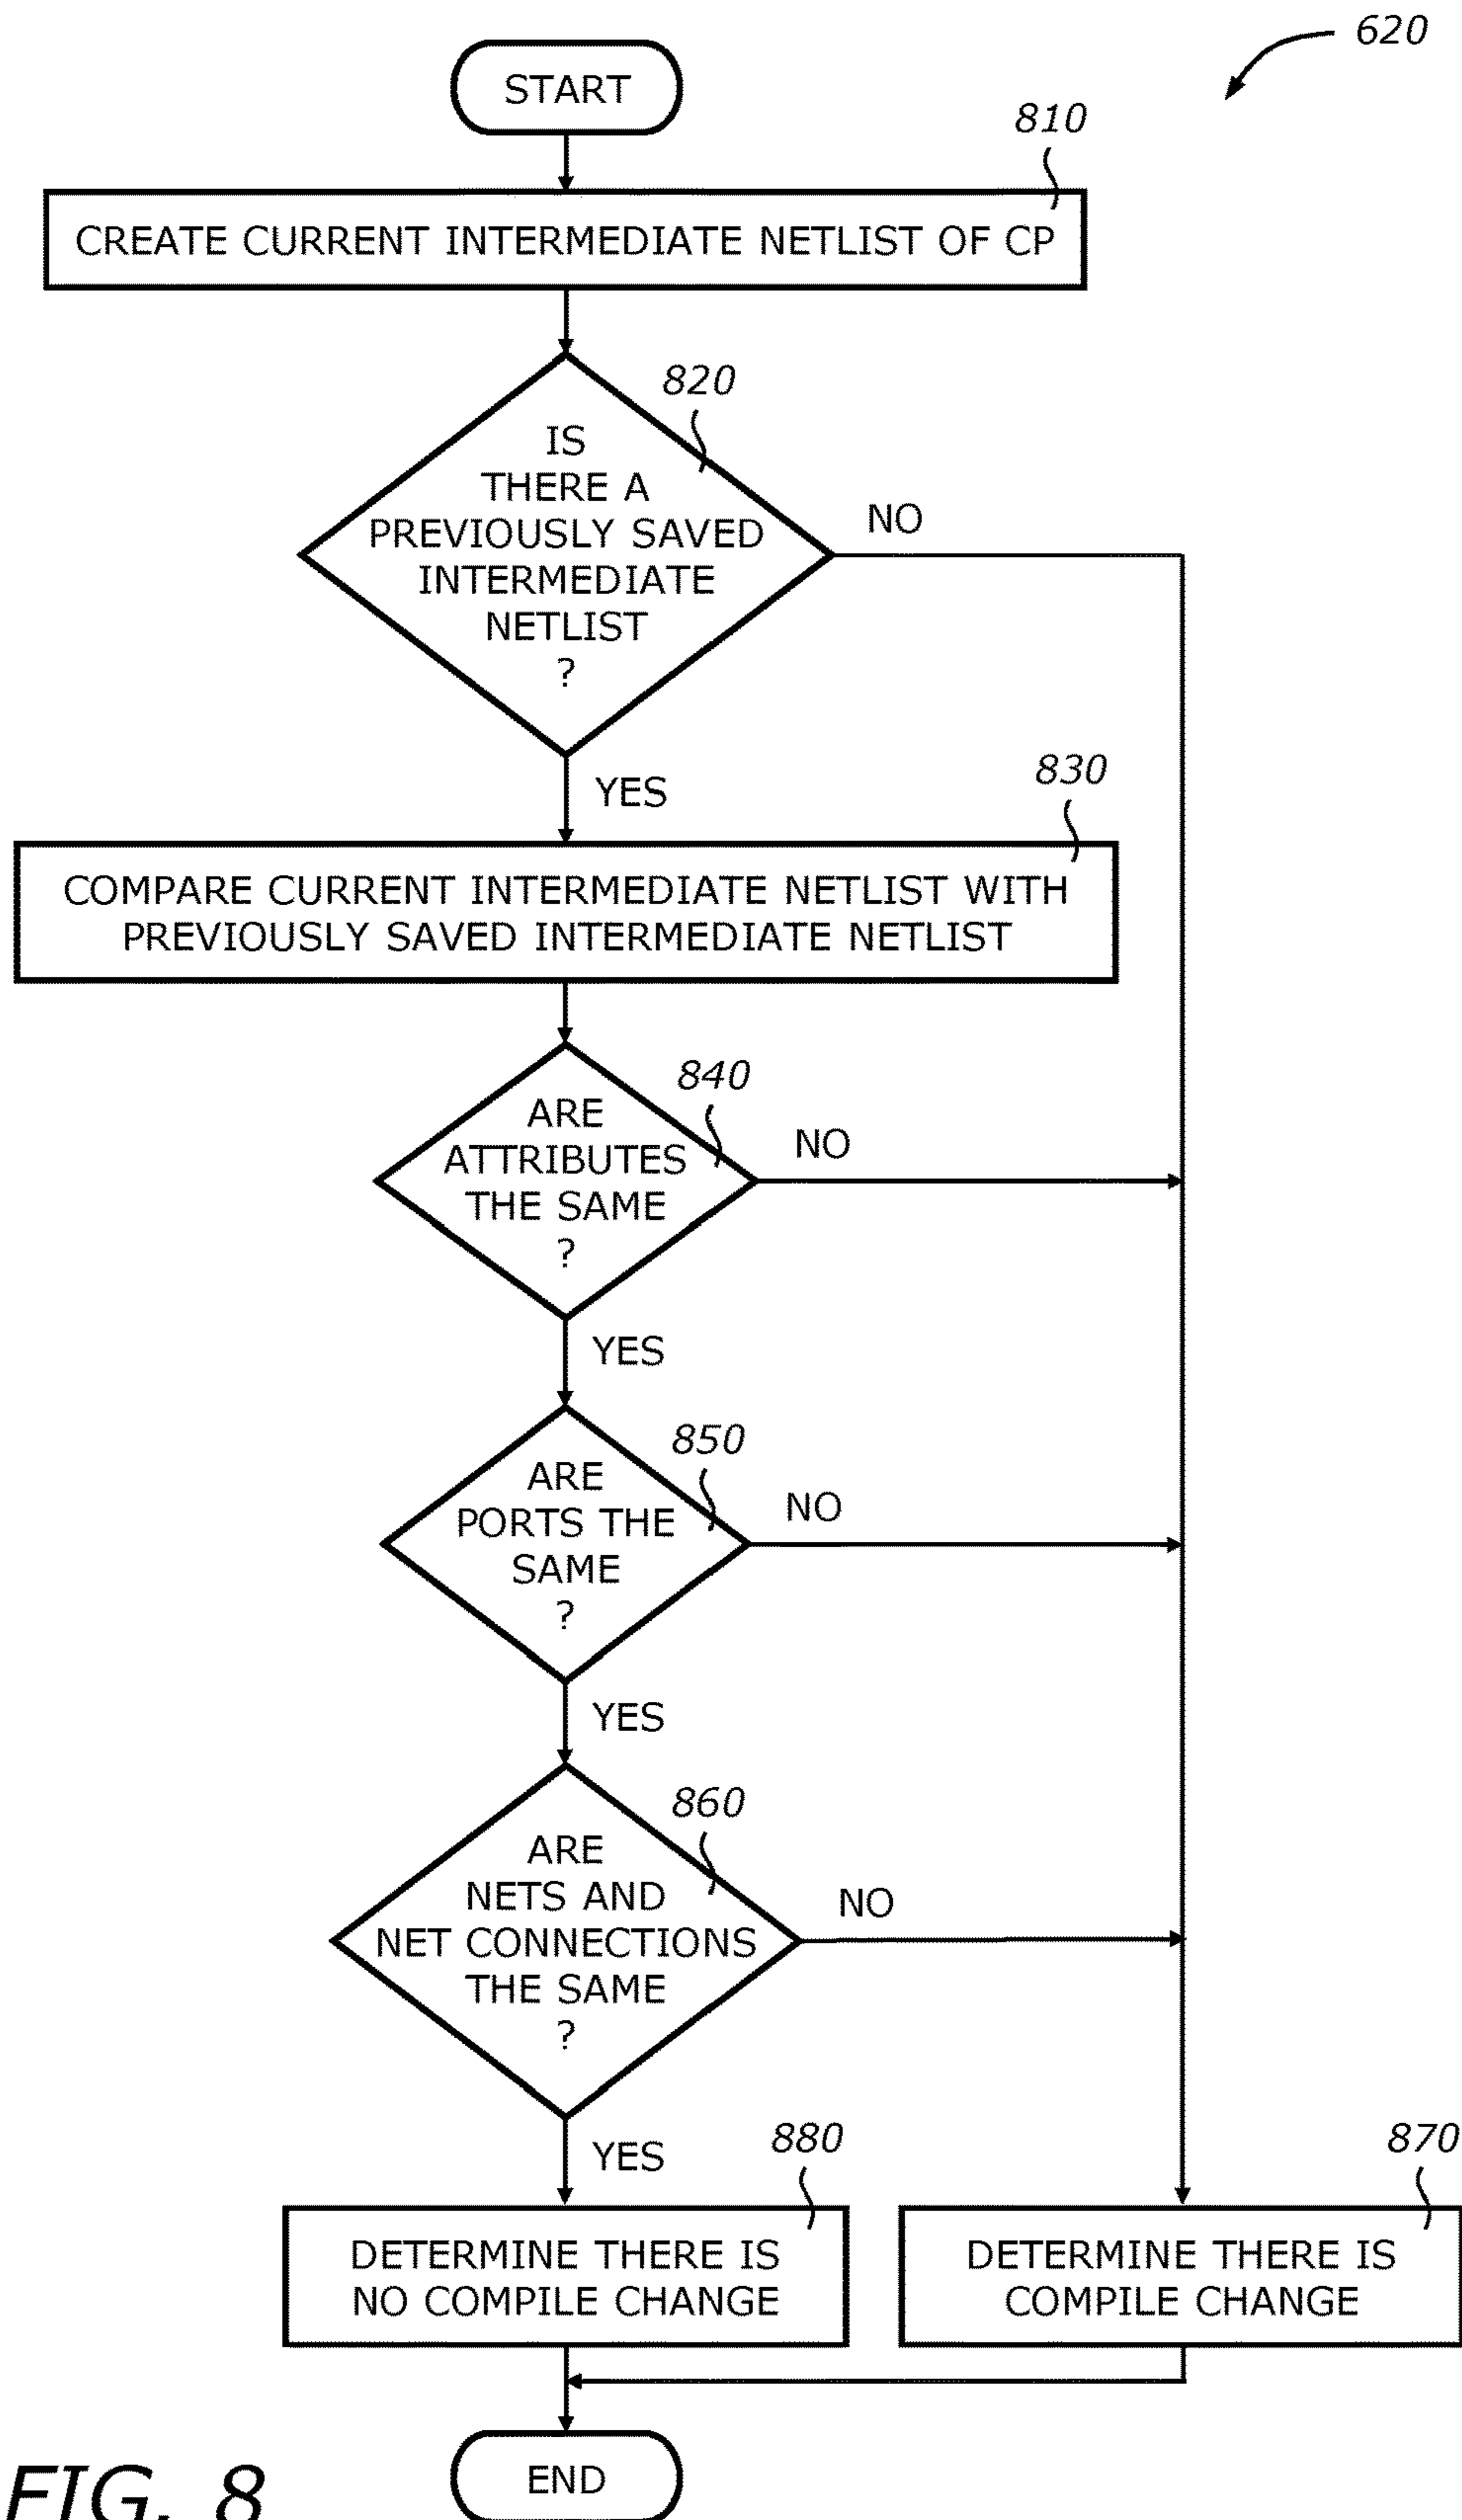 620
START
810
CREATE CURRENT INTERMEDIATE NETLIST OF CP
820
IS
THERE A
PREVIOUSLY SAVED
INTERMEDIATE
NETLIST
?
NO
YES
830
COMPARE CURRENT INTERMEDIATE NETLIST WITH
PREVIOUSLY SAVED INTERMEDIATE NETLIST
840
ARE
ATTRIBUTES
THE SAME
?
NO
YES
850
ARE
PORTS THE
SAME
?
NO
YES
860
ARE
NETS AND
NET CONNECTIONS
THE SAME
?
NO
YES
880
DETERMINE THERE IS
NO COMPILE CHANGE
870
DETERMINE THERE IS
COMPILE CHANGE
END
FIG. 8